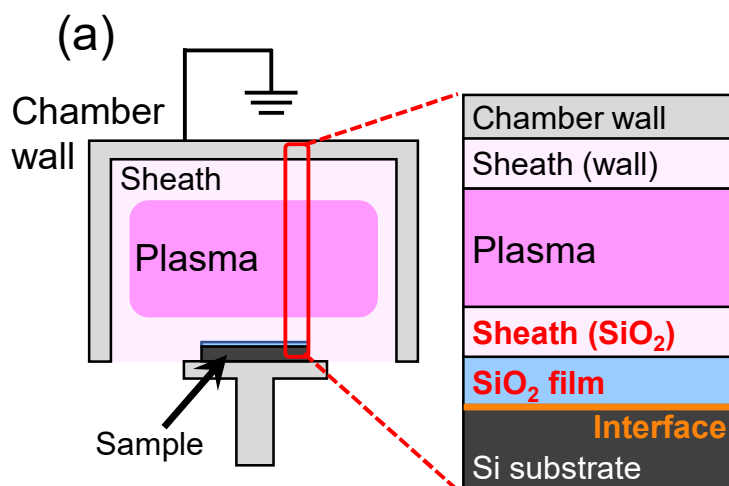 (a)
Chamber
wall
Sheath
Plasma
Sample
Chamber wall
Sheath (wall)
Plasma
Sheath (SiO₂)
SiO₂ film
Interface
Si substrate